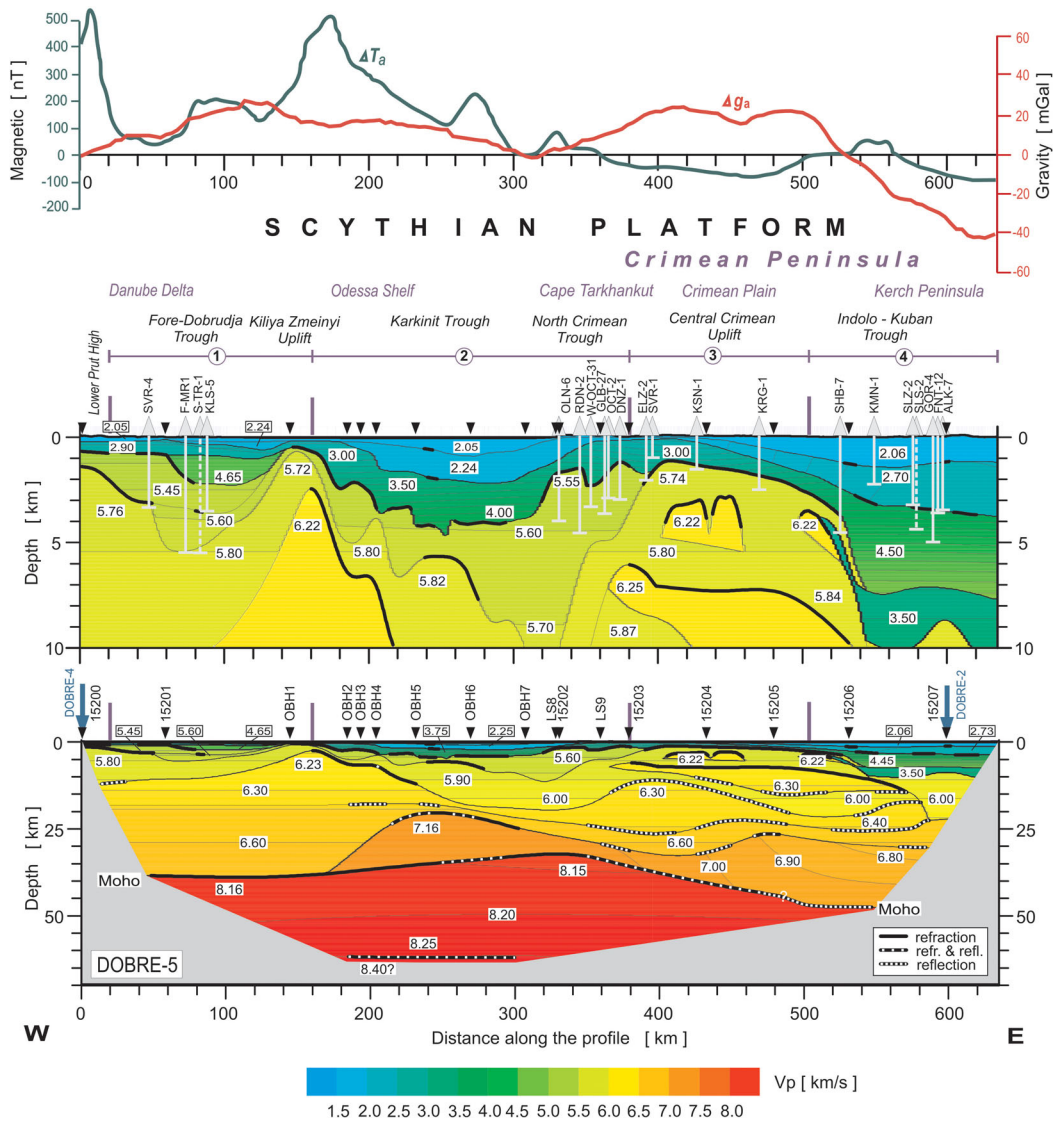 500
400
300
200
100
0
-100
-200
Magnetic [ nT ]
ΔTa
Δga
60
40
20
0
-20
-40
-60
Gravity [ mGal ]
0 100 200 300 400 500 600
SCYTHIAN PLATFORM
Crimean Peninsula
Danube Delta Odessa Shelf Cape Tarkhankut Crimean Plain Kerch Peninsula
Lower Prut High
Fore-Dobrudja Trough
Kiliya Zmeinyi Uplift
Karkinit Trough
North Crimean Trough
Central Crimean Uplift
Indolo - Kuban Trough
1 2 3 4
SVR-4 F-MR1 S-TR-1 KLS-5 OLN-6 RDN-2 W-OCT-31 GLB-27 OCT-2 DNZ-1 ELZ-2 SVR-1 KSN-1 KRG-1 SHB-7 KMN-1 SLZ-2 SLS-2 GOR-4 FNT-12 ALK-7
0
5
10
Depth [ km ]
2.05 2.24 2.05 2.06
2.90 3.00 2.24 3.00 2.70
4.65 5.72 3.50 5.55 5.74
5.45 4.00 6.22 6.22
5.76 5.60 5.60 4.50
5.80 6.22 5.80 5.80
5.82 6.25 5.84
5.70 5.87 3.50
0
5
10
DOBRE-4
DOBRE-2
15200 15201 OBH1 OBH2 OBH3 OBH4 OBH5 OBH6 OBH7 LS8 15202 LS9 15203 15204 15205 15206 15207
5.45 5.60 4.65 3.75 2.25 2.06 2.73
5.80 6.23 5.60 6.22 6.22 4.45
5.90 3.50
6.30 6.00 6.30 6.30 6.00 6.00
7.16 6.40
6.60 6.60 6.80
7.00 6.90
Moho 8.16 8.15
8.20 ? Moho
8.25
8.40?
0
25
50
Depth [ km ]
0
25
50
DOBRE-5
refraction
refr. & refl.
reflection
0 100 200 300 400 500 600
W
Distance along the profile [ km ]
E
Vp [ km/s ]
1.5 2.0 2.5 3.0 3.5 4.0 4.5 5.0 5.5 6.0 6.5 7.0 7.5 8.0